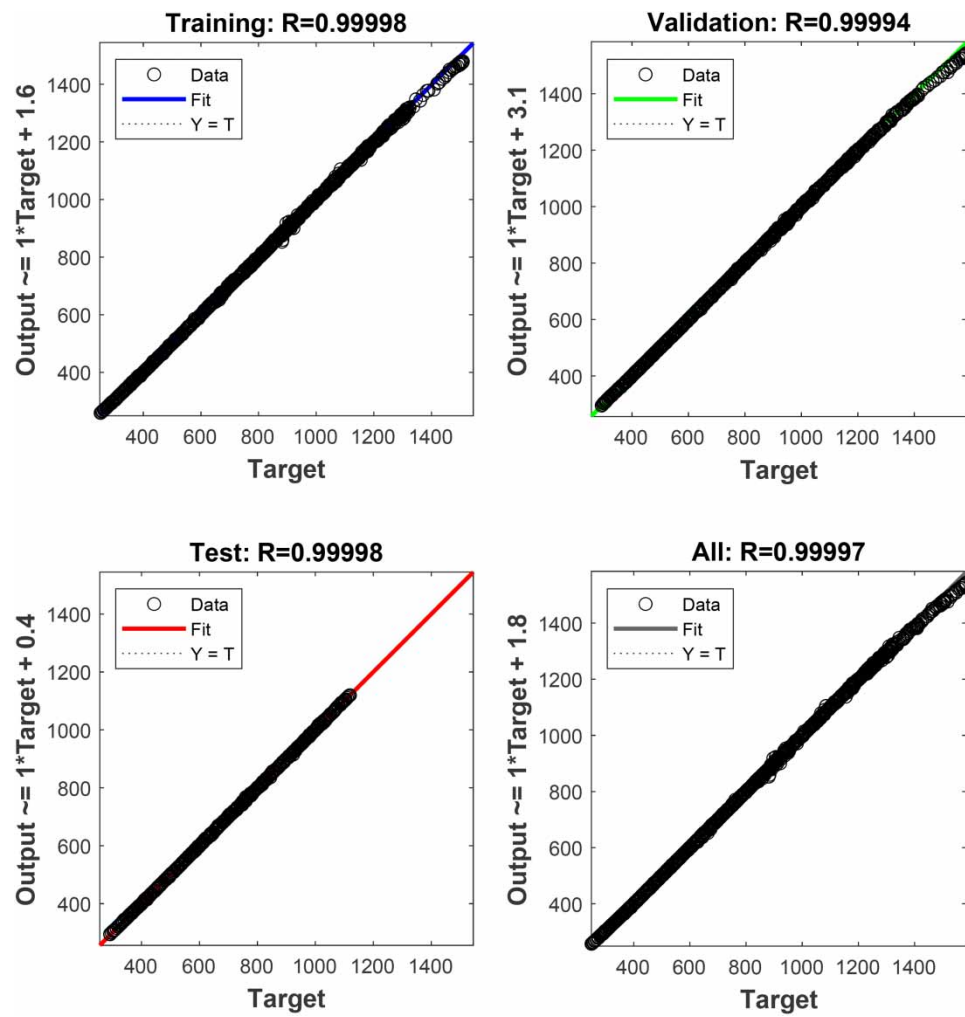 Training: R=0.99998
Output ~= 1*Target + 1.6
1400
1200
1000
800
600
400
Data
Fit
Y = T
400 600 800 1000 1200 1400
Target
Validation: R=0.99994
Output ~= 1*Target + 3.1
1400
1200
1000
800
600
400
Data
Fit
Y = T
400 600 800 1000 1200 1400
Target
Test: R=0.99998
Output ~= 1*Target + 0.4
1400
1200
1000
800
600
400
Data
Fit
Y = T
400 600 800 1000 1200 1400
Target
All: R=0.99997
Output ~= 1*Target + 1.8
1400
1200
1000
800
600
400
Data
Fit
Y = T
400 600 800 1000 1200 1400
Target